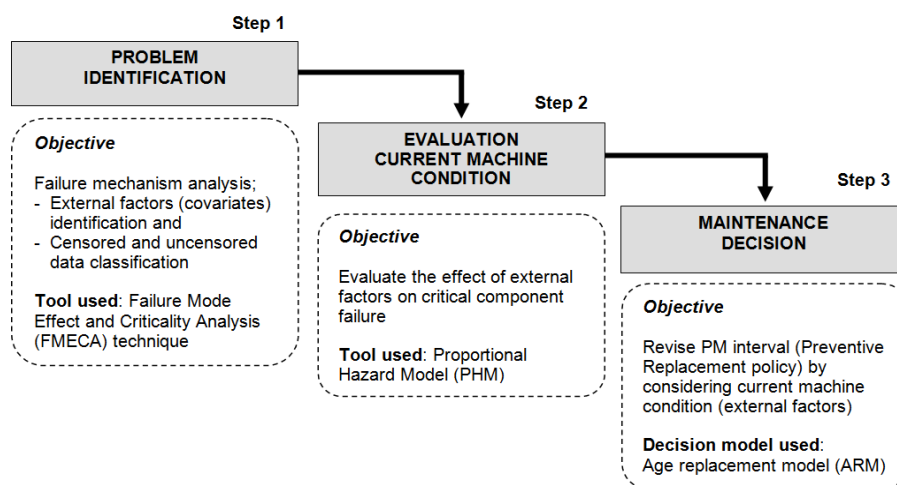 Step 1
PROBLEM
IDENTIFICATION
Objective
Failure mechanism analysis;
- External factors (covariates)
identification and
- Censored and uncensored
data classification
Tool used: Failure Mode
Effect and Criticality Analysis
(FMECA) technique
Step 2
EVALUATION
CURRENT MACHINE
CONDITION
Objective
Evaluate the effect of external
factors on critical component
failure
Tool used: Proportional
Hazard Model (PHM)
Step 3
MAINTENANCE
DECISION
Objective
Revise PM interval (Preventive
Replacement policy) by
considering current machine
condition (external factors)
Decision model used:
Age replacement model (ARM)